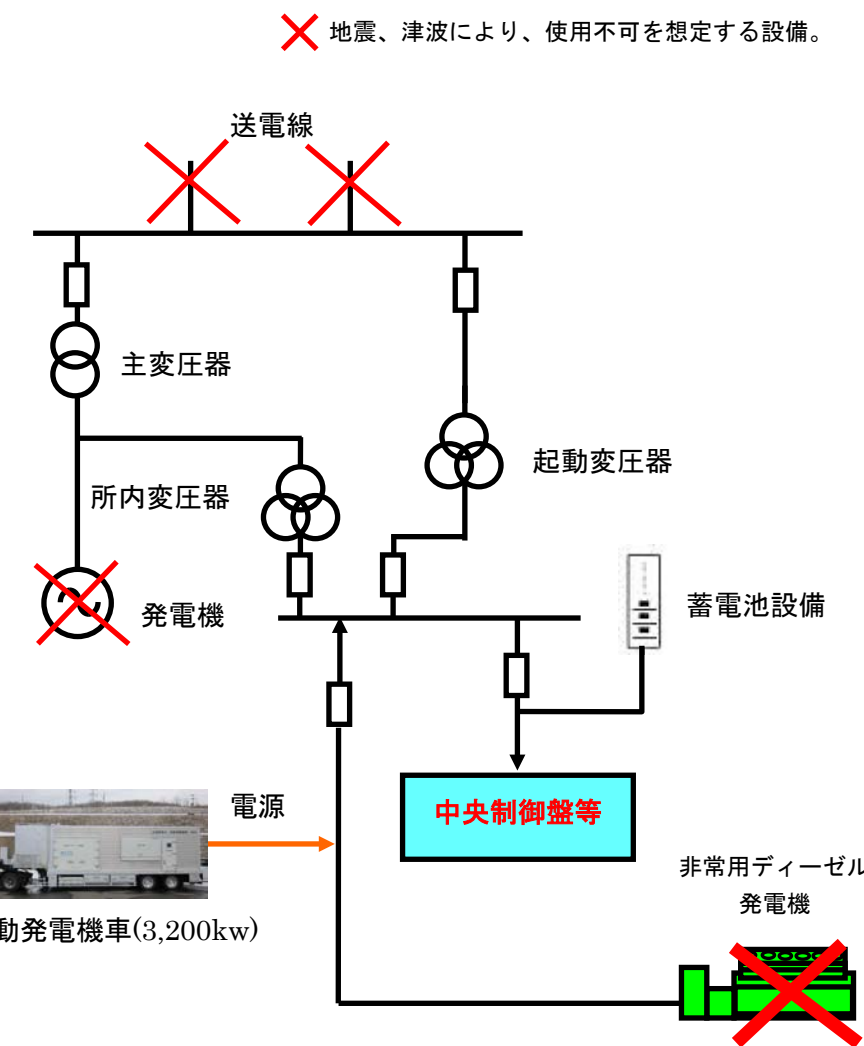 地震、津波により、使用不可を想定する設備。
送電線
主変圧器
起動変圧器
所内変圧器
発電機
蓄電池設備
電源
中央制御盤等
非常用ディーゼル
発電機
動発電機車(3,200kw)